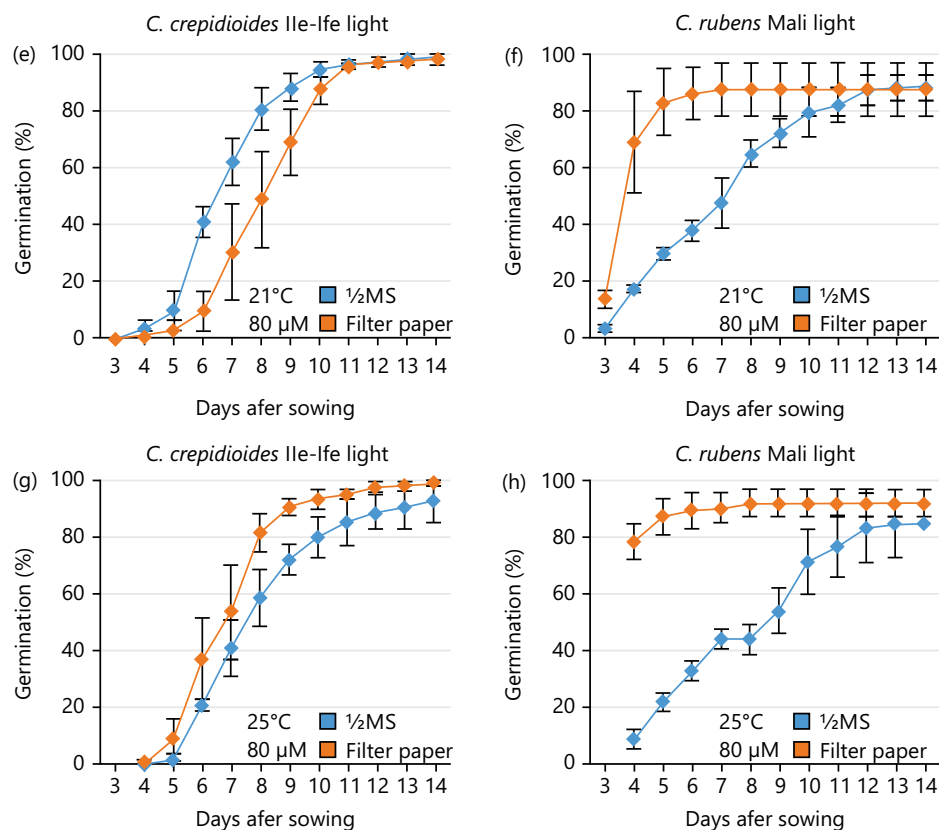 (e)
C. crepidioides Ile-Ife light
Germination (%)
100
80
60
40
20
0
21°C ½MS
80 µM Filter paper
3 4 5 6 7 8 9 10 11 12 13 14
Days afer sowing
(f)
C. rubens Mali light
Germination (%)
100
80
60
40
20
0
21°C ½MS
80 µM Filter paper
3 4 5 6 7 8 9 10 11 12 13 14
Days afer sowing
(g)
C. crepidioides Ile-Ife light
Germination (%)
100
80
60
40
20
0
25°C ½MS
80 µM Filter paper
3 4 5 6 7 8 9 10 11 12 13 14
Days after sowing
(h)
C. rubens Mali light
Germination (%)
100
80
60
40
20
0
25°C ½MS
80 µM Filter paper
3 4 5 6 7 8 9 10 11 12 13 14
Days after sowing